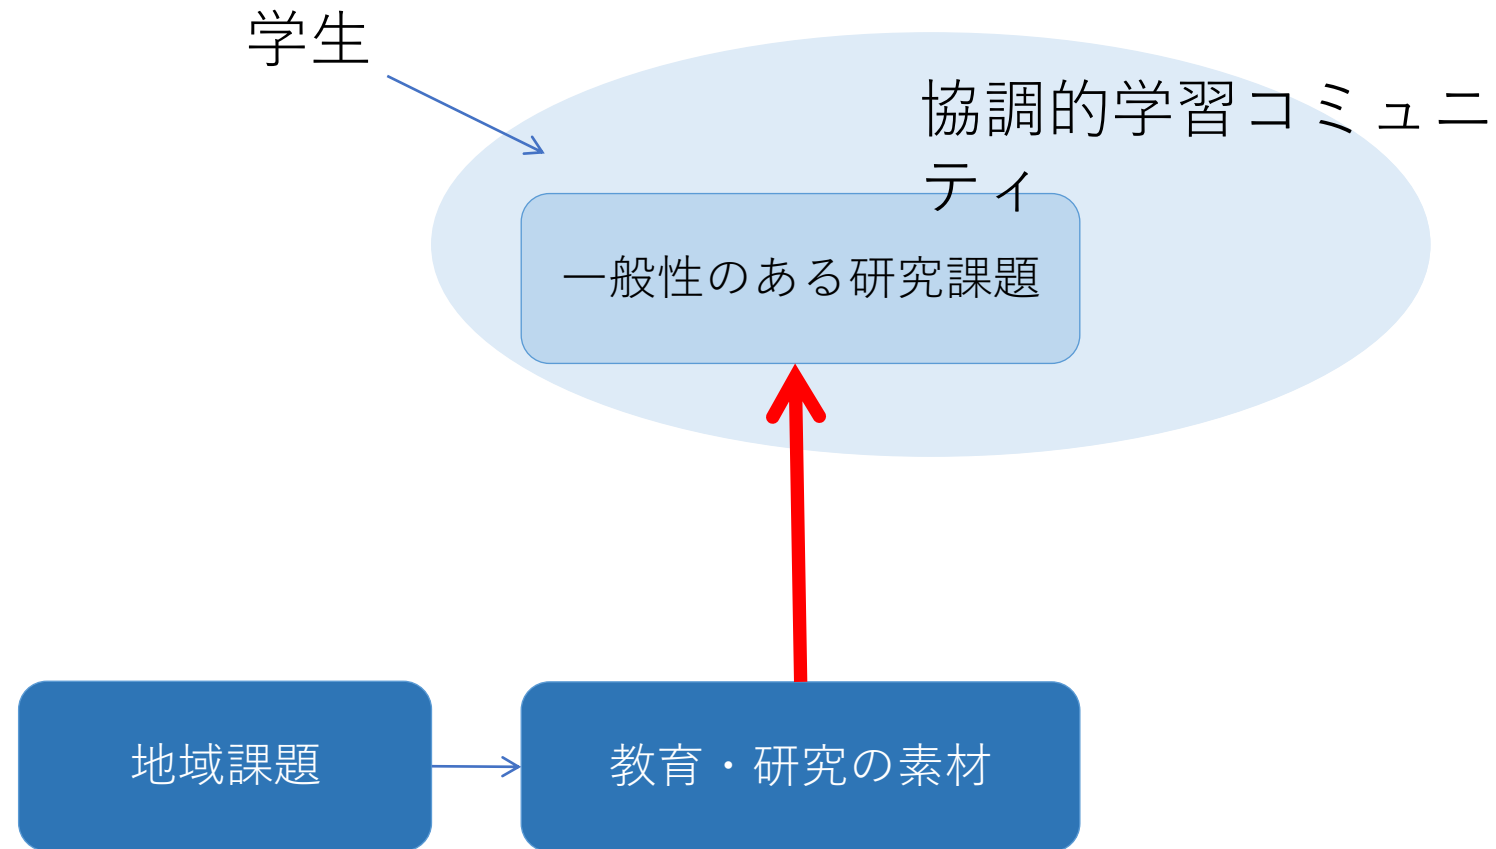 学生
協調的学習コミュニ
ティ
一般性のある研究課題
地域課題
教育・研究の素材